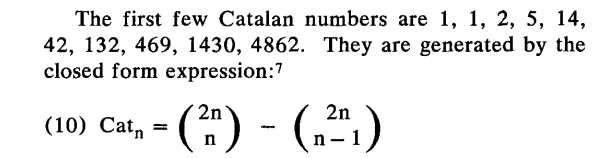 The first few Catalan numbers are 1, 1, 2, 5, 14,
42, 132, 469, 1430, 4862. They are generated by the
closed form expression:⁷
(10) Catₙ = (2n n) − (2n n−1)